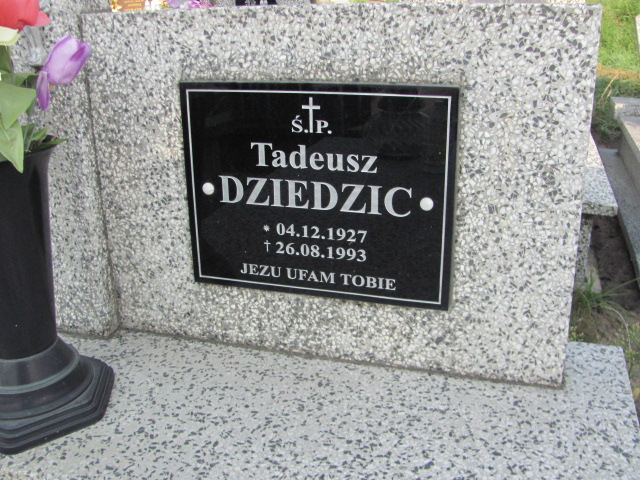 Ś.†P.
Tadeusz
DZIEDZIC
* 04.12.1927
† 26.08.1993
JEZU UFAM TOBIE